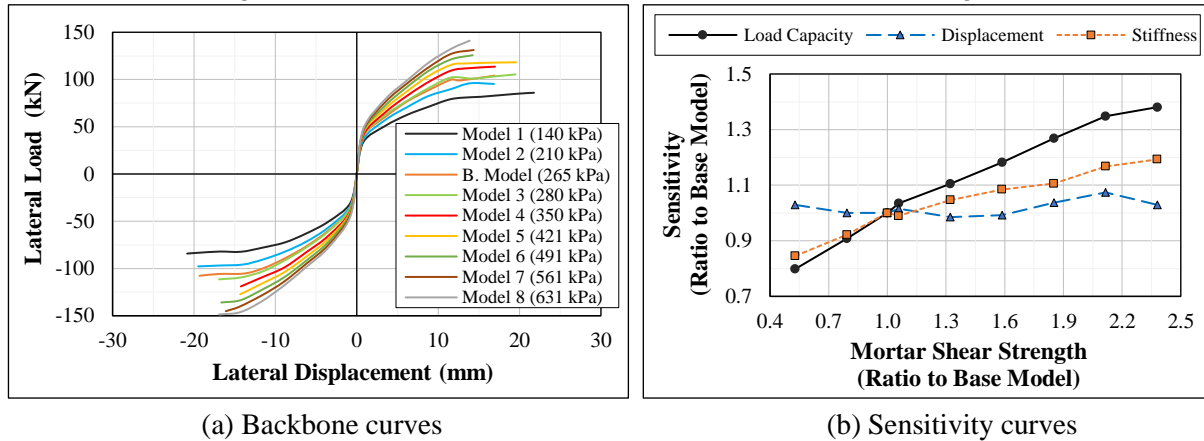 Lateral Load (kN)
150
100
50
0
-50
-100
-150
-30
-20
-10
0
10
20
30
Lateral Displacement (mm)
Model 1 (140 kPa)
Model 2 (210 kPa)
B. Model (265 kPa)
Model 3 (280 kPa)
Model 4 (350 kPa)
Model 5 (421 kPa)
Model 6 (491 kPa)
Model 7 (561 kPa)
Model 8 (631 kPa)
(a) Backbone curves
Load Capacity
Displacement
Stiffness
Sensitivity
(Ratio to Base Model)
1.5
1.3
1.1
0.9
0.7
0.4
0.7
1.0
1.3
1.6
1.9
2.2
2.5
Mortar Shear Strength
(Ratio to Base Model)
(b) Sensitivity curves